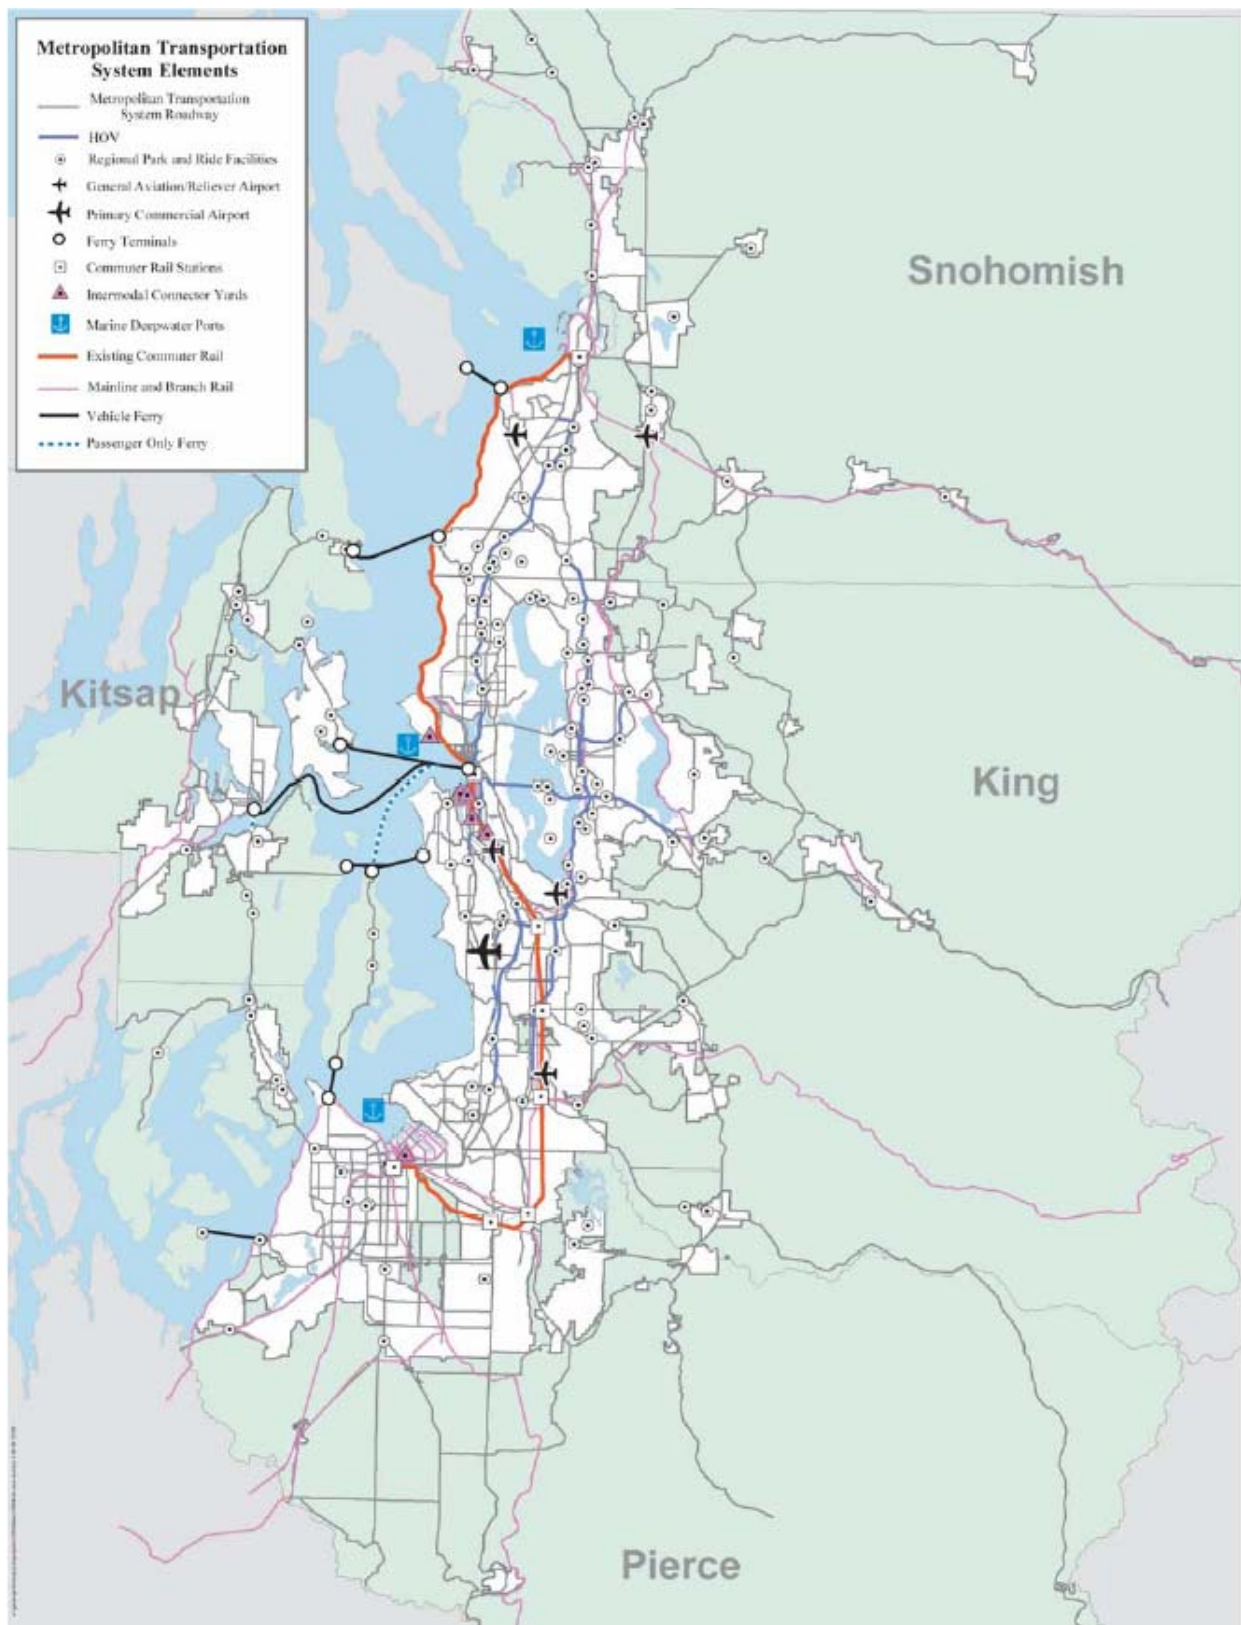 Metropolitan Transportation
System Elements
Metropolitan Transportation
System Roadway
HOV
Regional Park and Ride Facilities
General Aviation/Reliever Airport
Primary Commercial Airport
Ferry Terminals
Commuter Rail Stations
Intermodal Connector Yards
Marine Deepwater Ports
Existing Commuter Rail
Mainline and Branch Rail
Vehicle Ferry
Passenger Only Ferry
Snohomish
Kitsap
King
Pierce